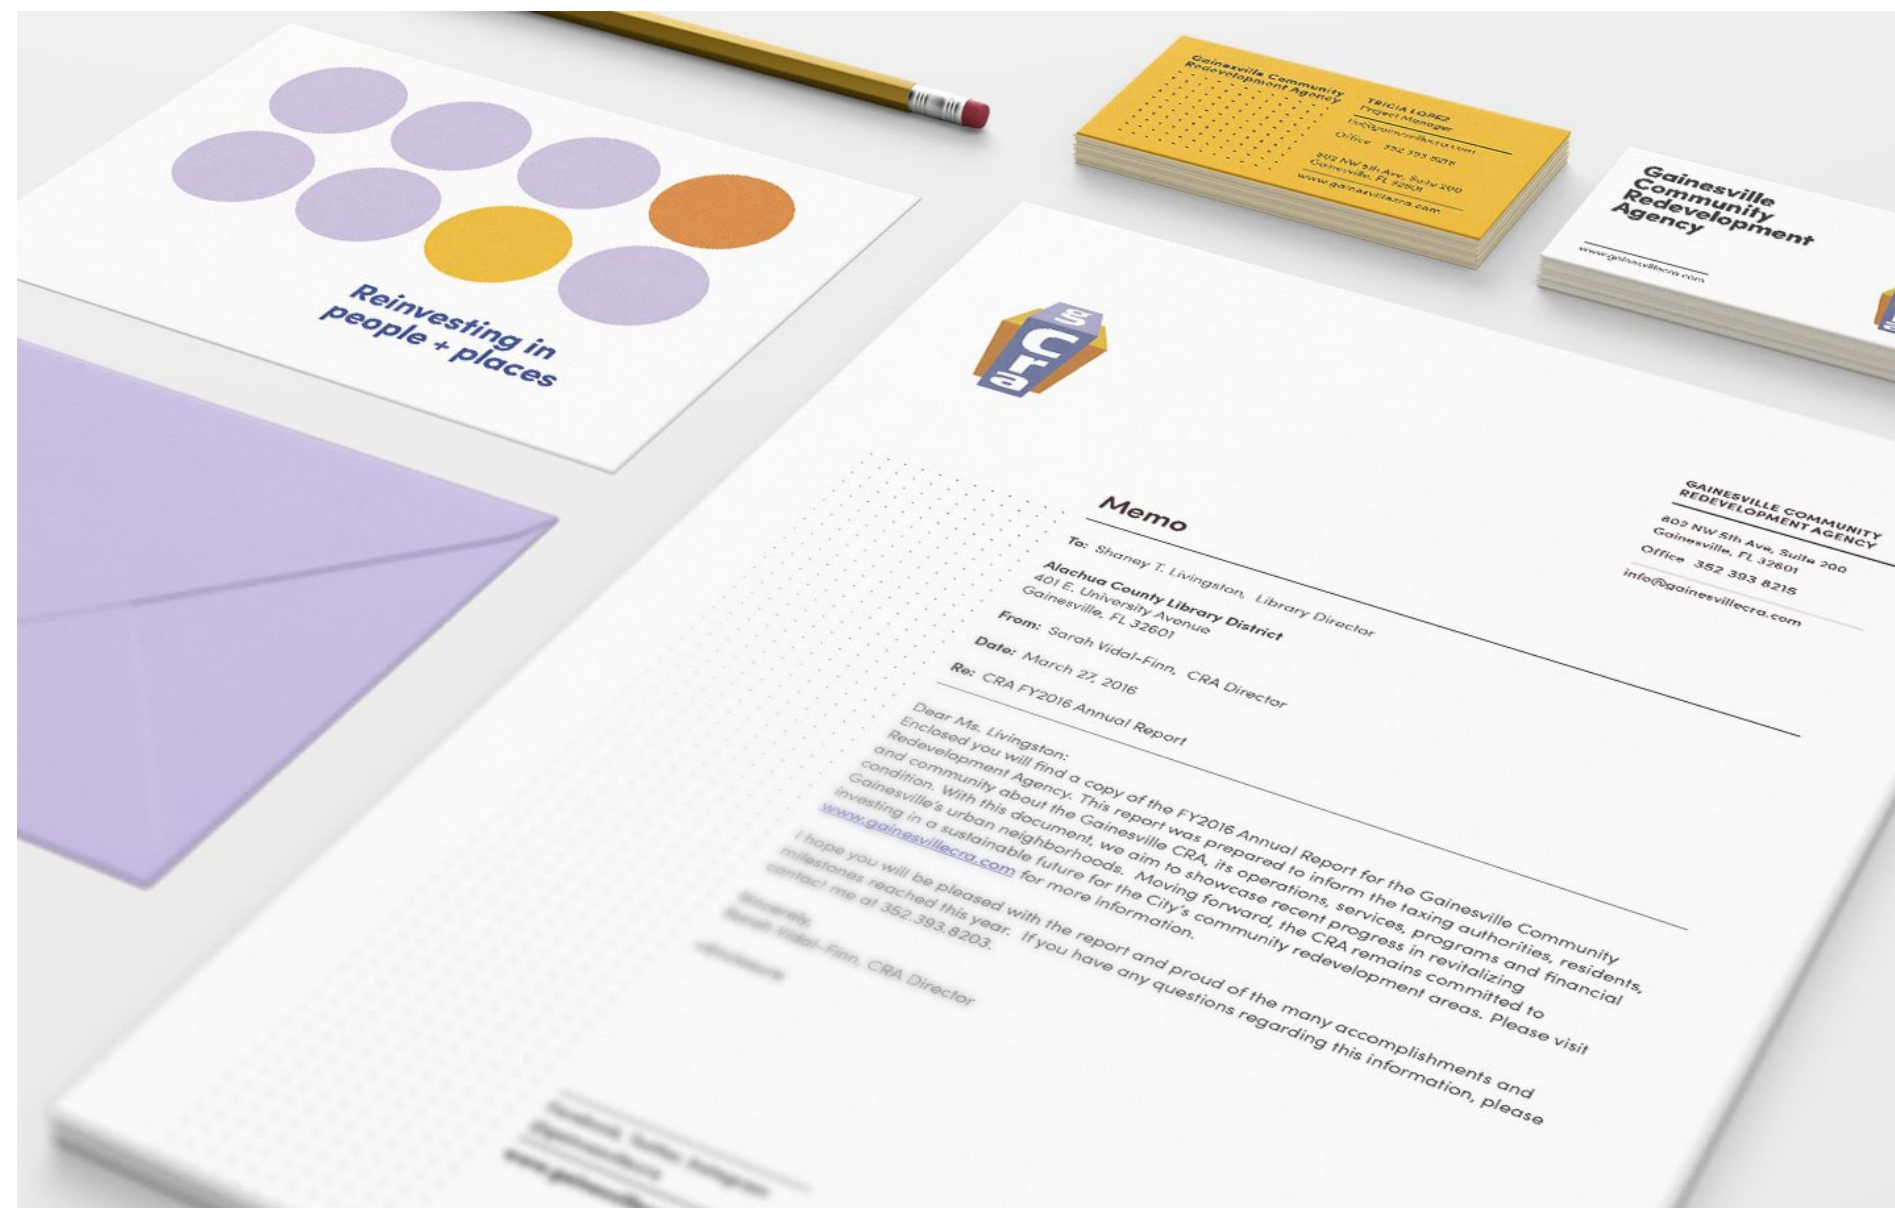 Reinvesting in
people + places
Gainesville Community
Redevelopment Agency
TRICIA LOPEZ
Project Manager
Office 352 393 8215
802 NW 5th Ave, Suite 200
Gainesville, FL 32601
www.gainesvillecra.com
Gainesville
Community
Redevelopment
Agency
www.gainesvillecra.com
g
cra
GAINESVILLE COMMUNITY
REDEVELOPMENT AGENCY
802 NW 5th Ave, Suite 200
Gainesville, FL 32601
Office 352 393 8215
info@gainesvillecra.com
Memo
To: Shaney T. Livingston, Library Director
Alachua County Library District
401 E. University Avenue
Gainesville, FL 32601
From: Sarah Vidal-Finn, CRA Director
Date: March 27, 2016
Re: CRA FY2016 Annual Report
Dear Ms. Livingston:
Enclosed you will find a copy of the FY2016 Annual Report for the Gainesville Community
Redevelopment Agency. This report was prepared to inform the taxing authorities, residents,
and community about the Gainesville CRA, its operations, services, programs and financial
condition. With this document, we aim to showcase recent progress in revitalizing
Gainesville's urban neighborhoods. Moving forward, the CRA remains committed to
investing in a sustainable future for the City's community redevelopment areas. Please visit
www.gainesvillecra.com for more information.
I hope you will be pleased with the report and proud of the many accomplishments and
milestones reached this year. If you have any questions regarding this information, please
contact me at 352.393.8203.
Sincerely,
Sarah Vidal-Finn, CRA Director